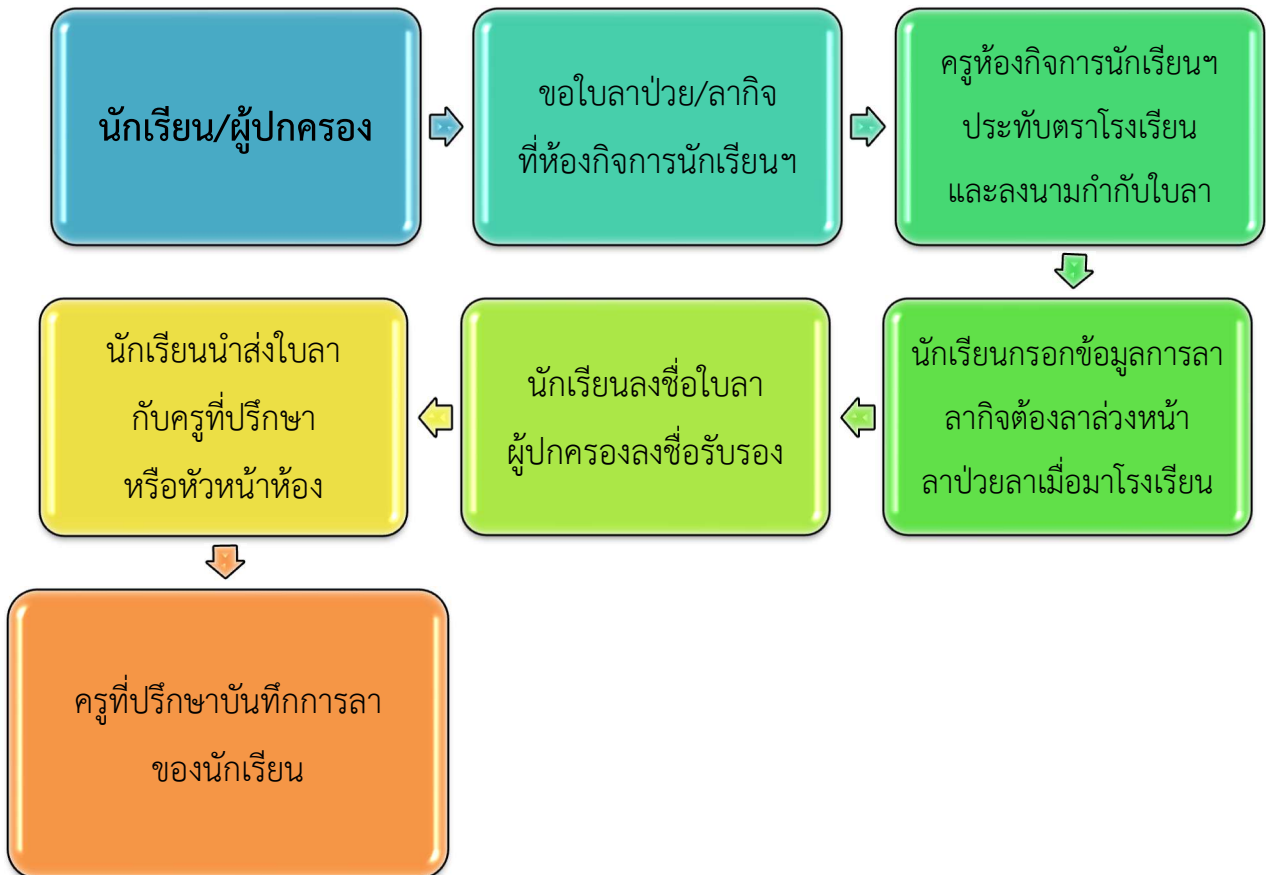 นักเรียน/ผู้ปกครอง
ขอใบลาป่วย/ลากิจ
ที่ห้องกิจการนักเรียนฯ
ครูห้องกิจการนักเรียนฯ
ประทับตราโรงเรียน
และลงนามกำกับใบลา
นักเรียนกรอกข้อมูลการลา
ลากิจต้องลาล่วงหน้า
ลาป่วยลาเมื่อมาโรงเรียน
นักเรียนลงชื่อใบลา
ผู้ปกครองลงชื่อรับรอง
นักเรียนนำส่งใบลา
กับครูที่ปรึกษา
หรือหัวหน้าห้อง
ครูที่ปรึกษาบันทึกการลา
ของนักเรียน